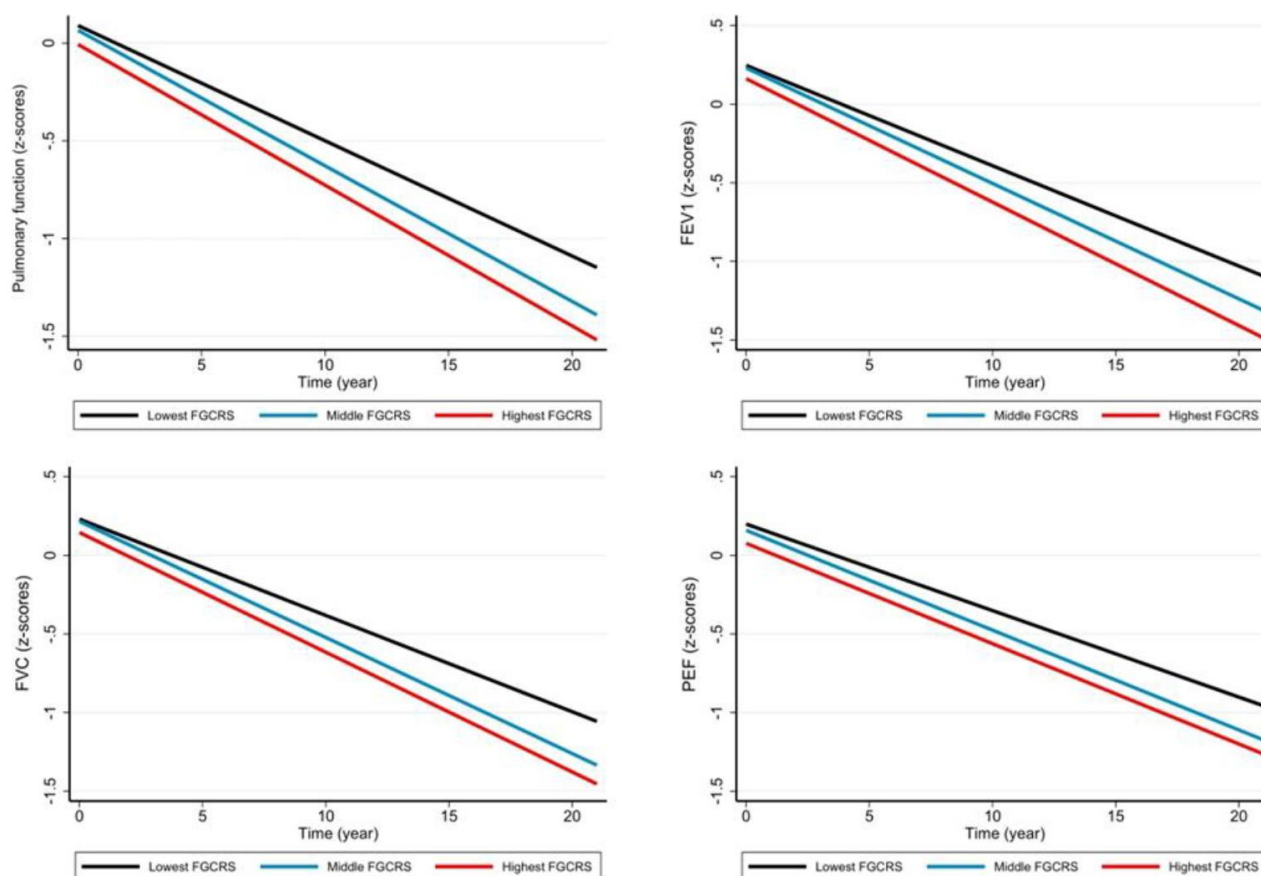 Pulmonary function (z-scores)
0
-.5
-1
-1.5
0 5 10 15 20
Time (year)
Lowest FGCRS Middle FGCRS Highest FGCRS
FEV1 (z-scores)
.5
0
-.5
-1
-1.5
0 5 10 15 20
Time (year)
Lowest FGCRS Middle FGCRS Highest FGCRS
FVC (z-scores)
.5
0
-.5
-1
-1.5
0 5 10 15 20
Time (year)
Lowest FGCRS Middle FGCRS Highest FGCRS
PEF (z-scores)
.5
0
-.5
-1
-1.5
0 5 10 15 20
Time (year)
Lowest FGCRS Middle FGCRS Highest FGCRS